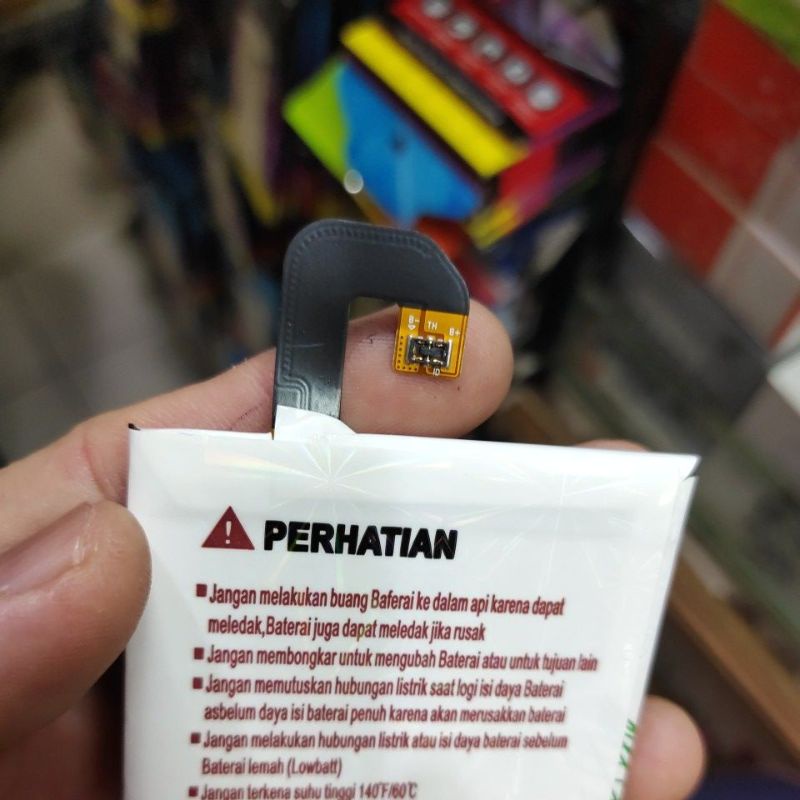 B- TH B+
ID
! PERHATIAN
Jangan melakukan buang Baferai ke dalam api karena dapat
meledak,Baterai juga dapat meledak jika rusak
Jangan membongkar untuk mengubah Baterai atau untuk tujuan lain
Jangan memutuskan hubungan listrik saat logi isi daya Baterai
asbelum daya isi baterai penuh karena akan merusakkan baterai
Jangan melakukan hubungan listrik atau isi daya baterai sebelum
Baterai lemah (Lowbatt)
Jangan terkena suhu tinggi 140°F/60°C